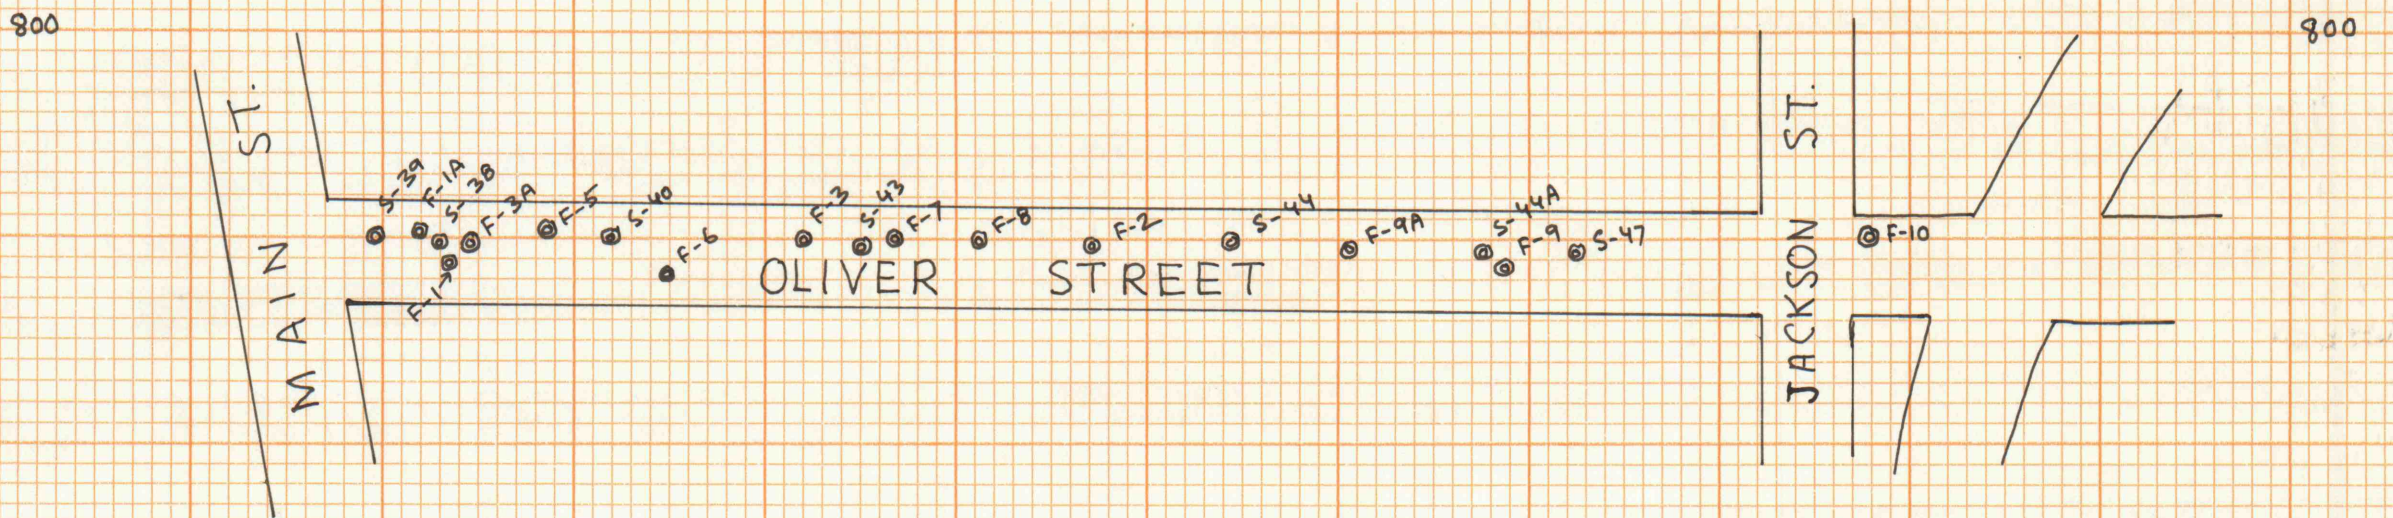 800
800
MAIN ST.
S-39
F-1A
S-38
F-3A
F-1
F-5
S-40
F-6
F-3
S-43
F-7
F-8
F-2
S-44
F-9A
S-44A
F-9
S-47
F-10
OLIVER STREET
JACKSON ST.